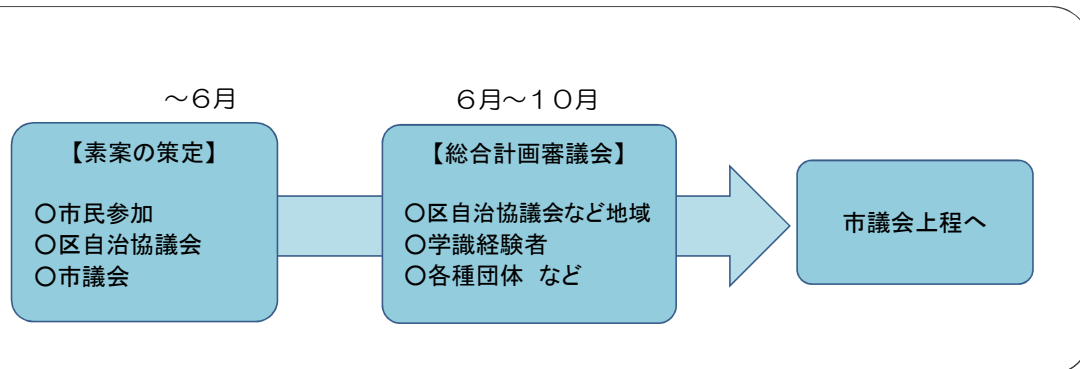 ～６月
【素案の策定】
○市民参加
○区自治協議会
○市議会
６月～１０月
【総合計画審議会】
○区自治協議会など地域
○学識経験者
○各種団体 など
市議会上程へ